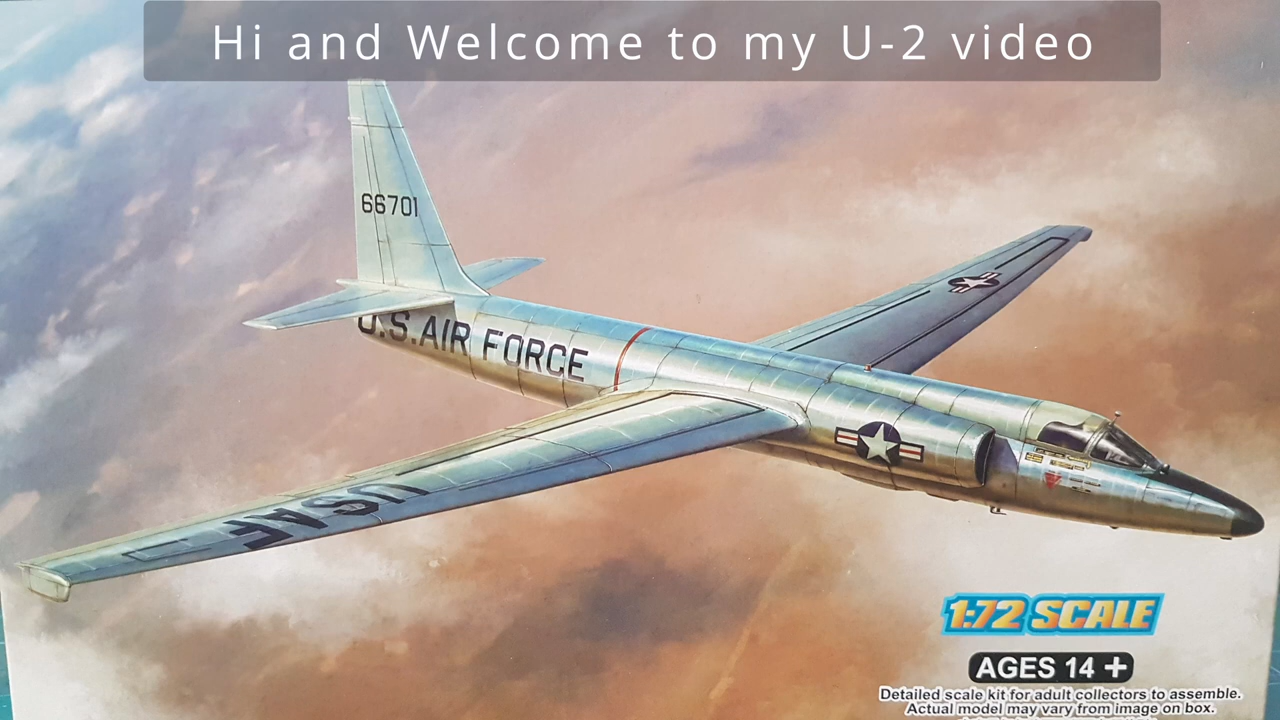 Hi and Welcome to my U-2 video
66701
U.S.AIR FORCE
USAF
1:72 SCALE
AGES 14 +
Detailed scale kit for adult collectors to assemble.
Actual model may vary from image on box.